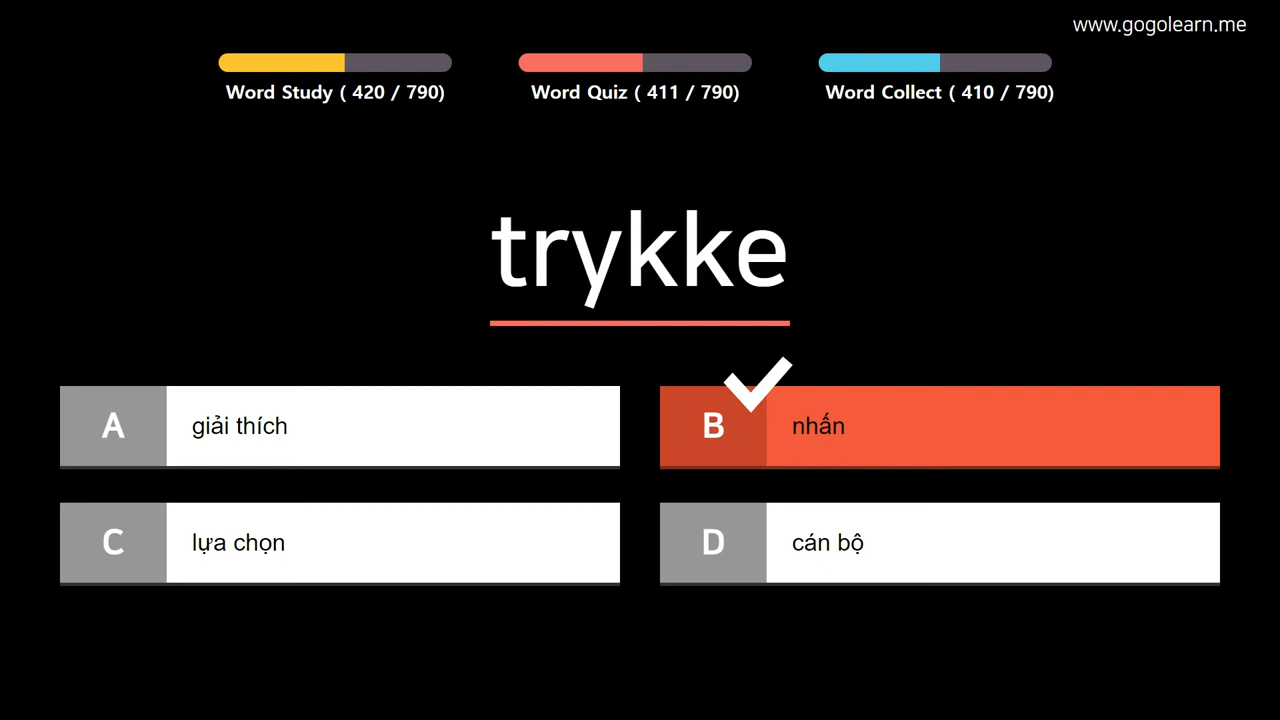 www.gogolearn.me
Word Study ( 420 / 790)
Word Quiz ( 411 / 790)
Word Collect ( 410 / 790)
trykke
A giải thích
B nhấn
C lựa chọn
D cán bộ